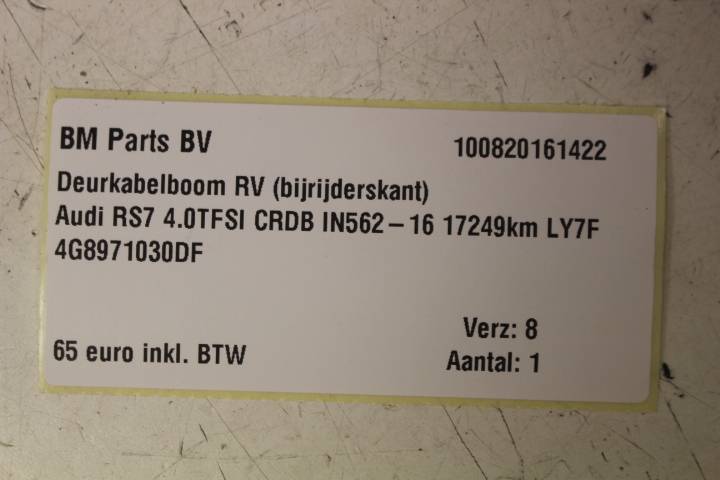 BM Parts BV 100820161422
Deurkabelboom RV (bijrijderskant)
Audi RS7 4.0TFSI CRDB IN562-16 17249km LY7F
4G8971030DF
Verz: 8
65 euro inkl. BTW Aantal: 1